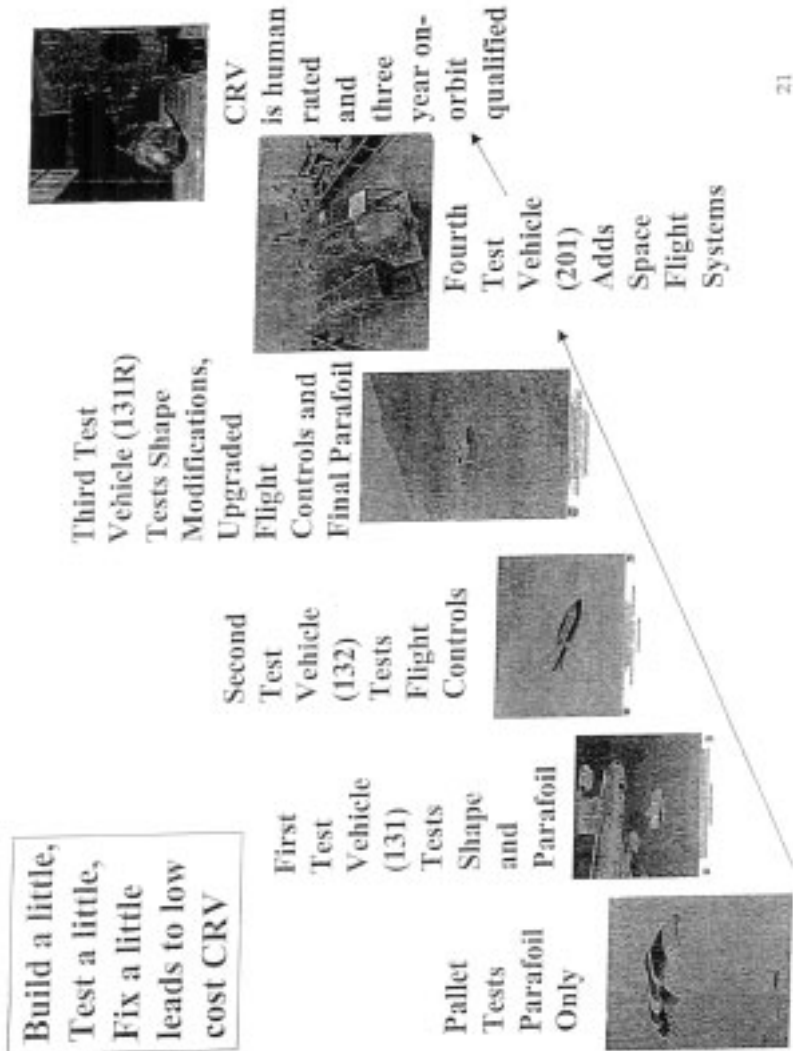 Build a little,
Test a little,
Fix a little
leads to low
cost CRV
Pallet
Tests
Parafoil
Only
First
Test
Vehicle
(131)
Tests
Shape
and
Parafoil
Second
Test
Vehicle
(132)
Tests
Flight
Controls
Third Test
Vehicle (131R)
Tests Shape
Modifications,
Upgraded
Flight
Controls and
Final Parafoil
Fourth
Test
Vehicle
(201)
Adds
Space
Flight
Systems
CRV
is human
rated
and
three
year on-
orbit
qualified
21